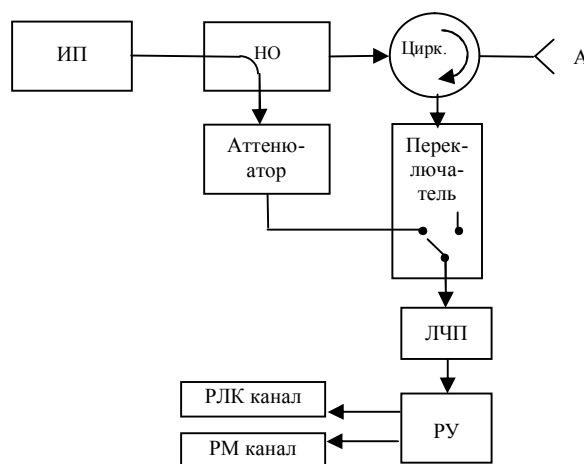 ИП
НО
Цирк.
А
Аттеню-
атор
Перек-
люча-
тель
ЛЧП
РЛК канал
РУ
РМ канал